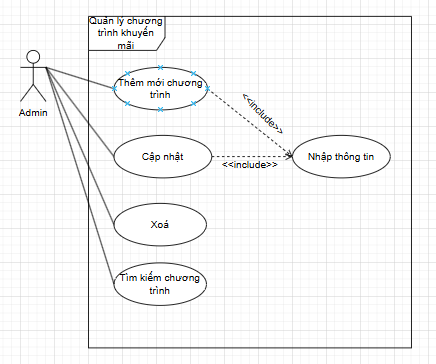 Quản lý chương
trình khuyến
mãi
Thêm mới chương
trình
Admin
<<include>>
Cập nhật
<<include>>
Nhập thông tin
Xoá
Tìm kiếm chương
trình